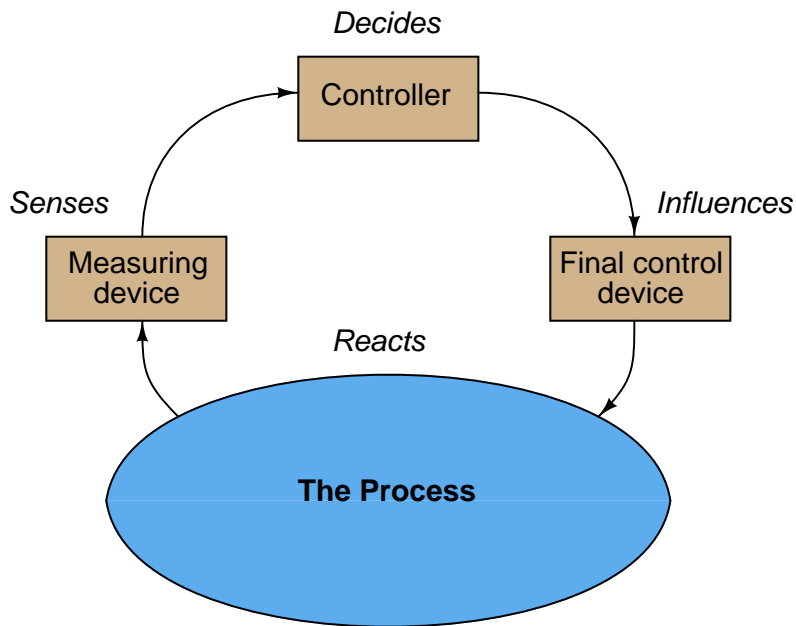 Decides
Controller
Senses
Influences
Measuring
device
Final control
device
Reacts
The Process